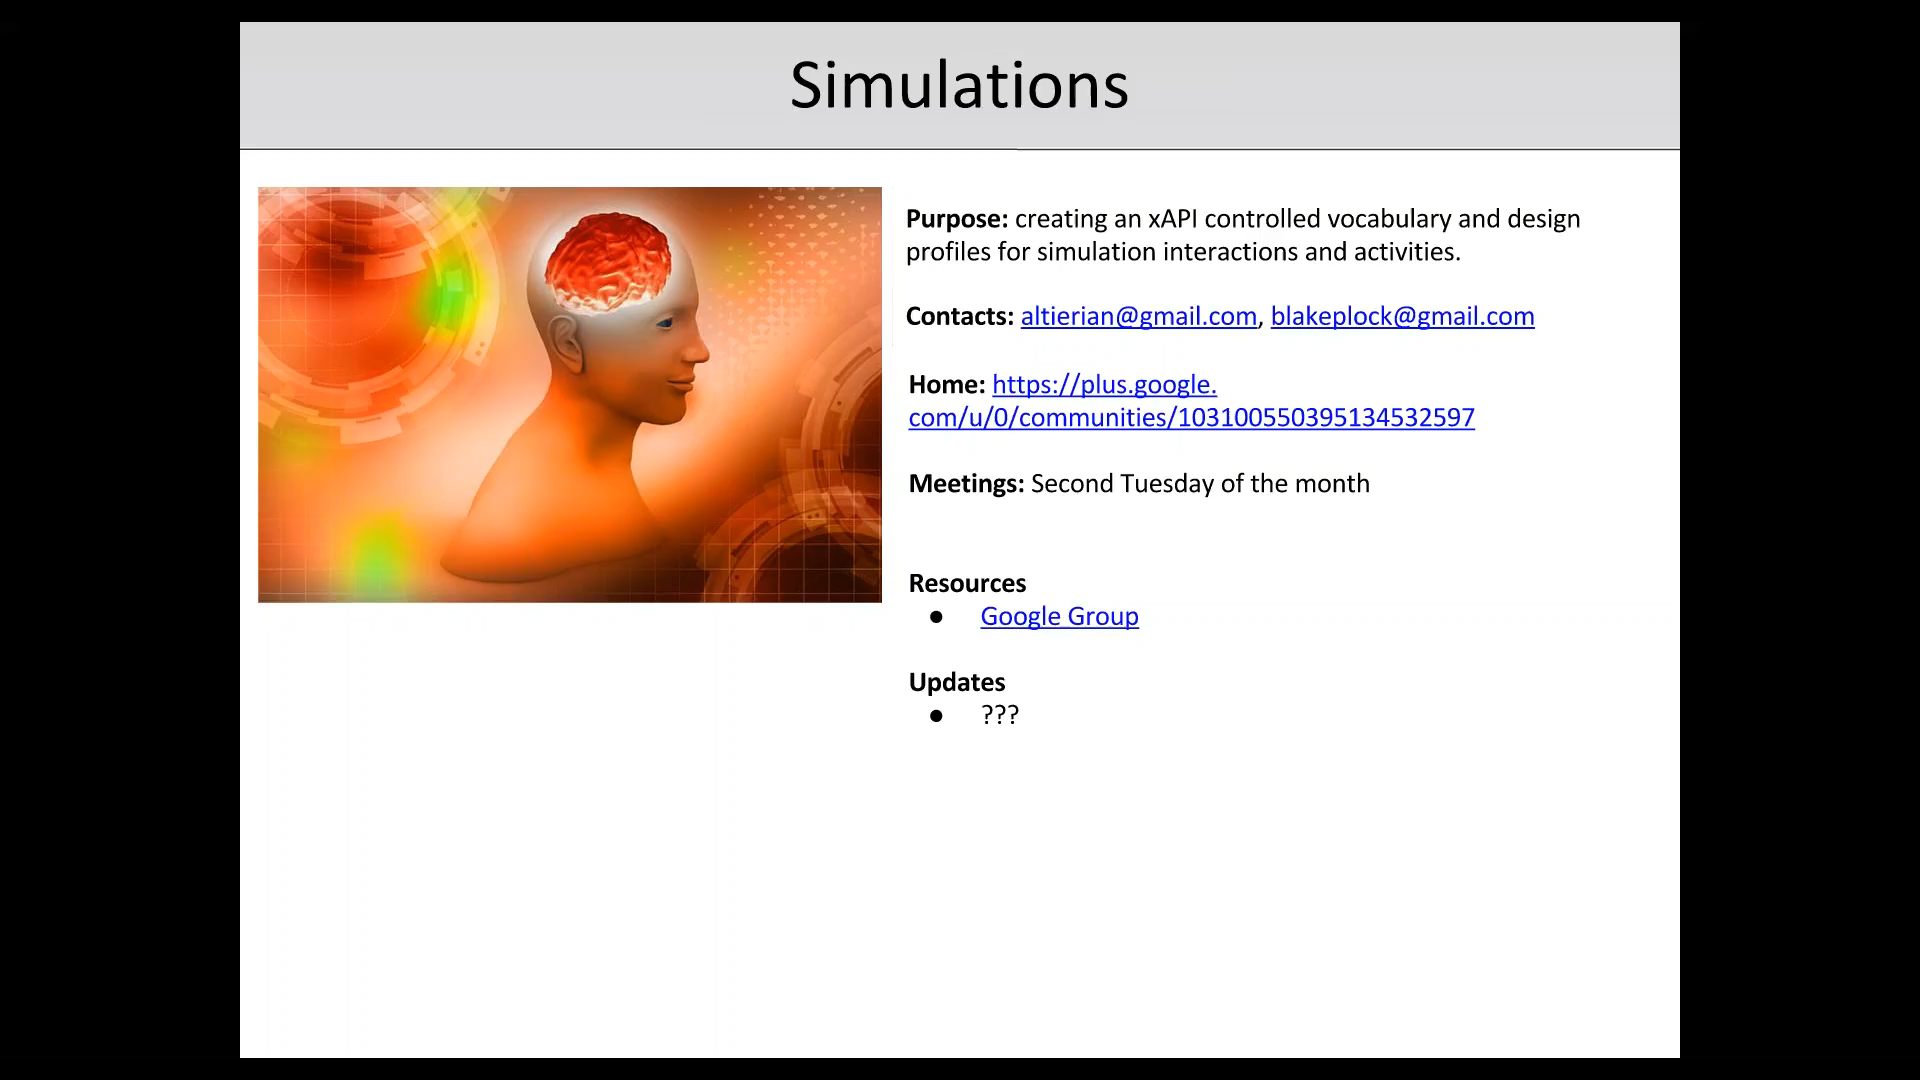 Simulations
Purpose: creating an xAPI controlled vocabulary and design
profiles for simulation interactions and activities.
Contacts: altierian@gmail.com, blakeplock@gmail.com
Home: https://plus.google.
com/u/0/communities/103100550395134532597
Meetings: Second Tuesday of the month
Resources
● Google Group
Updates
● ???